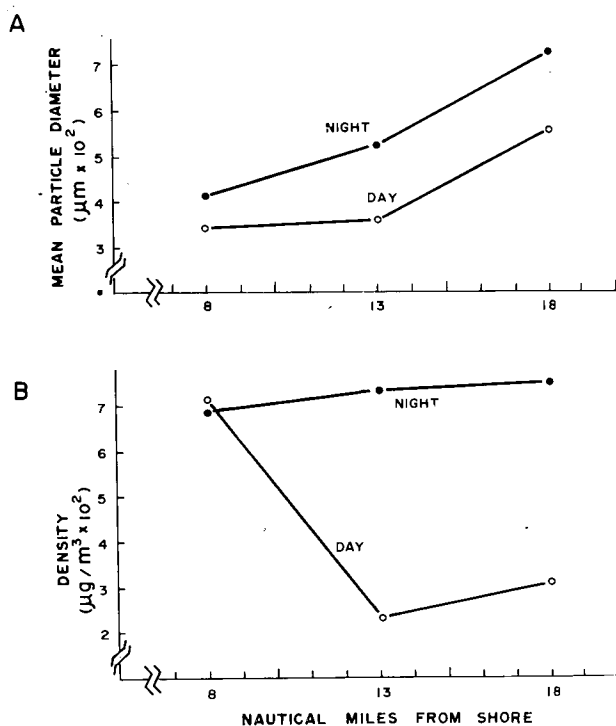 A
MEAN PARTICLE DIAMETER
(µm x 10²)
7
6
5
4
3
NIGHT
DAY
8 13 18
B
DENSITY
(µg/m³ x 10²)
7
6
5
4
3
2
NIGHT
DAY
8 13 18
NAUTICAL MILES FROM SHORE